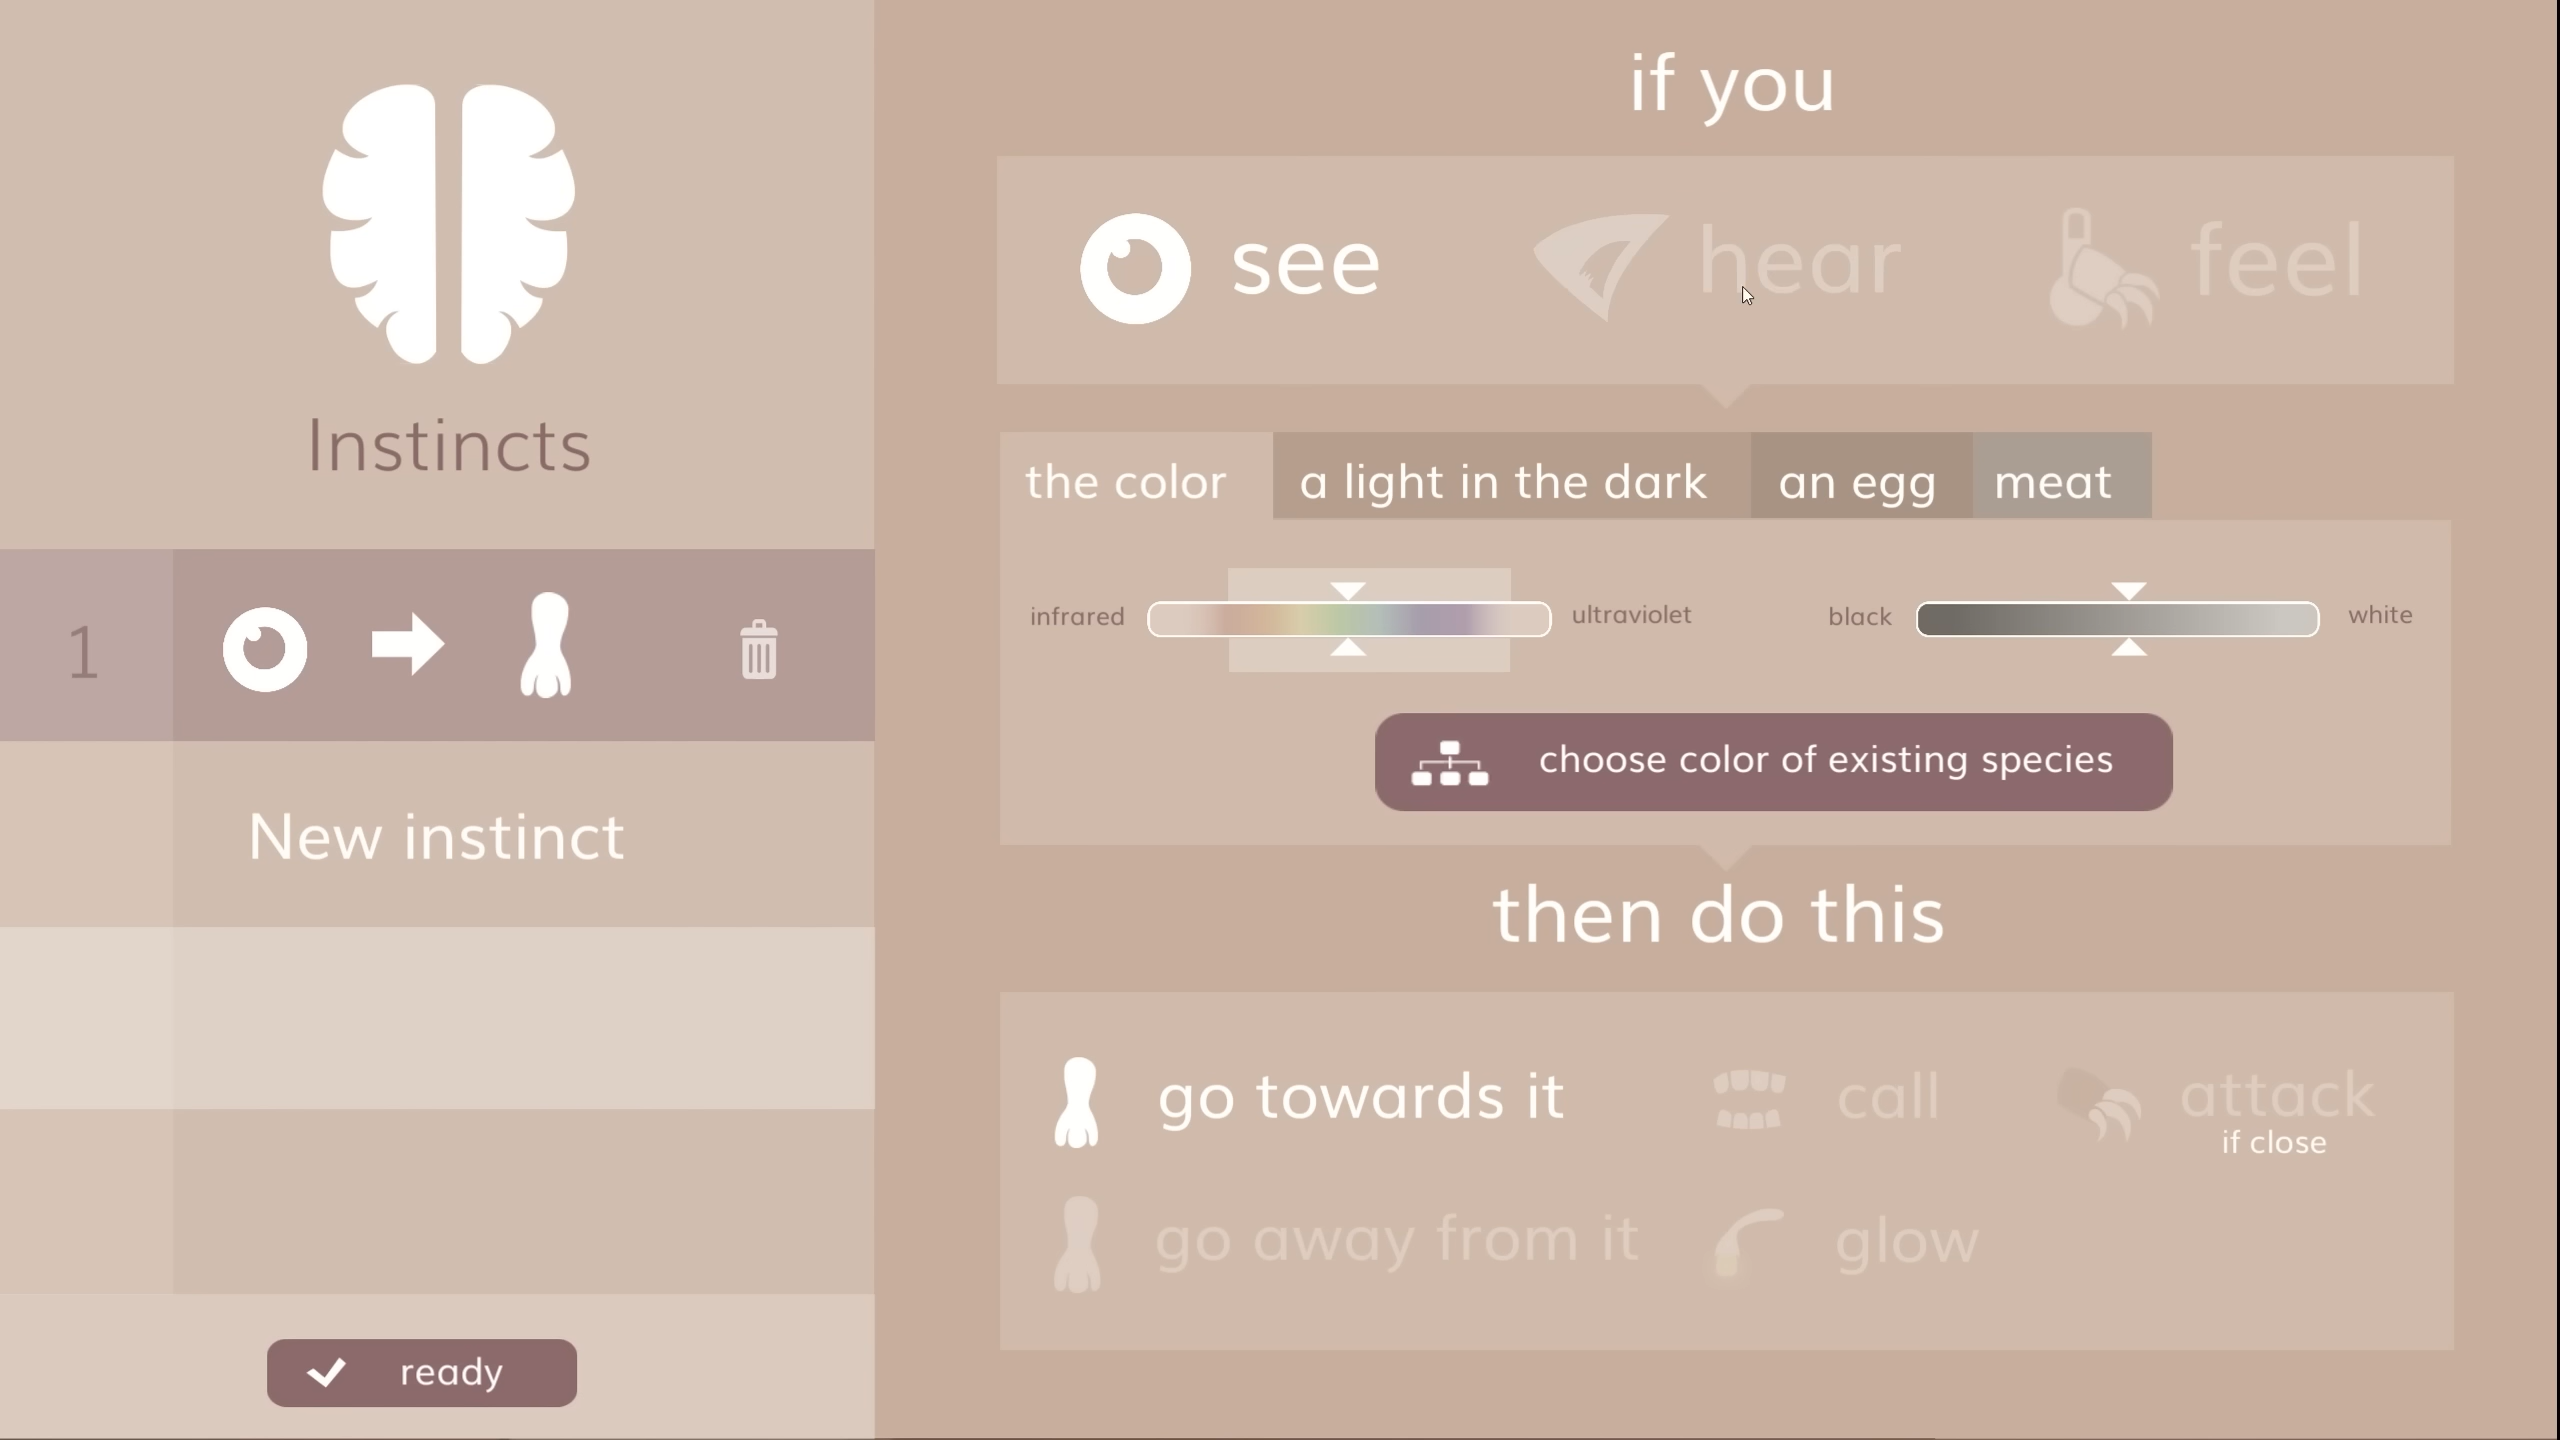 Instincts
1
New instinct
ready
if you
see
hear
feel
the color
a light in the dark
an egg
meat
infrared
ultraviolet
black
white
choose color of existing species
then do this
go towards it
call
attack
if close
go away from it
glow